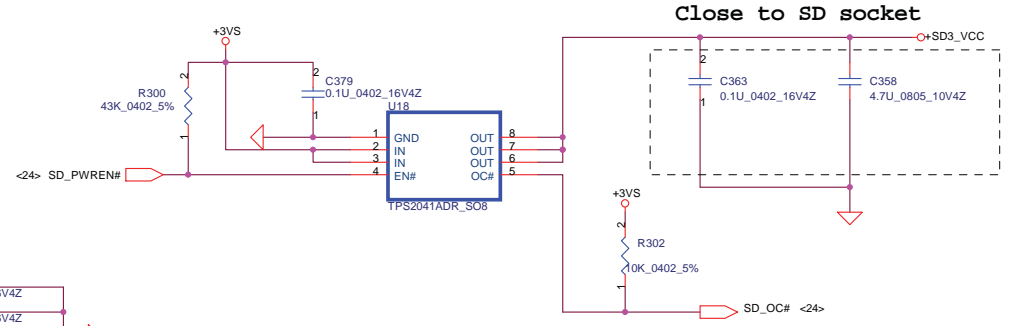 Close to SD socket
+3VS
+SD3_VCC
2
R300
43K_0402_5%
1
2
C379
0.1U_0402_16V4Z
1
U18
1 GND OUT 8
2 IN OUT 7
3 IN OUT 6
4 EN# OC# 5
TPS2041ADR_SO8
<24> SD_PWREN#
2
C363
0.1U_0402_16V4Z
1
C358
4.7U_0805_10V4Z
+3VS
2
R302
10K_0402_5%
1
SD_OC# <24>
V4Z
V4Z